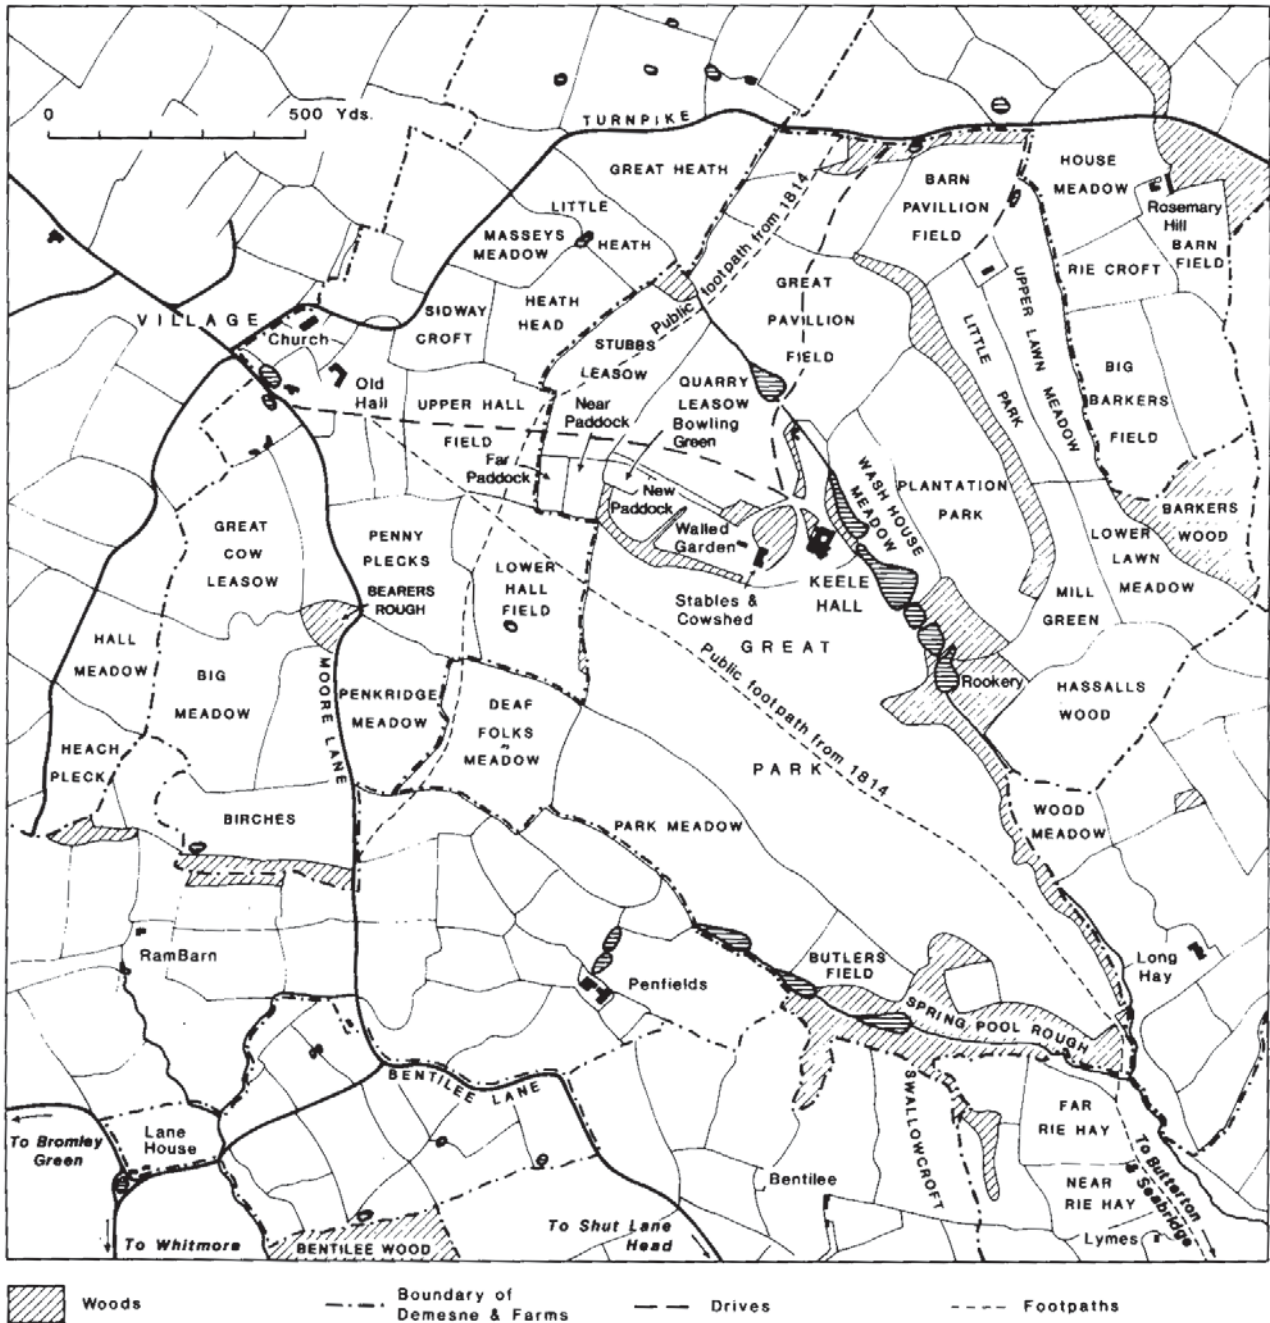 0 500 Yds.
TURNPIKE
GREAT HEATH
LITTLE
HEATH
MASSEYS
MEADOW
Public footpath from 1814
BARN
PAVILLION
FIELD
HOUSE
MEADOW
Rosemary
Hill
BARN
FIELD
RIE CROFT
VILLAGE
Church
SIDWAY
CROFT
HEATH
HEAD
STUBBS
LEASOW
GREAT
PAVILLION
FIELD
LITTLE PARK
UPPER LAWN MEADOW
BIG
BARKERS
FIELD
Old
Hall
UPPER HALL
FIELD
Near
Paddock
Far
Paddock
QUARRY
LEASOW
Bowling
Green
New
Paddock
Walled
Garden
WASH HOUSE
MEADOW
PLANTATION
PARK
BARKERS
WOOD
LOWER
LAWN
MEADOW
GREAT
COW
LEASOW
PENNY
PLECKS
BEARERS
ROUGH
LOWER
HALL
FIELD
Stables &
Cowshed
KEELE
HALL
MILL
GREEN
HALL
MEADOW
BIG
MEADOW
MOORE LANE
PENKRIDGE
MEADOW
DEAF
FOLKS
MEADOW
GREAT
PARK
Public footpath from 1814
Rookery
HASSALLS
WOOD
HEACH
PLECK
BIRCHES
PARK MEADOW
WOOD
MEADOW
RamBarn
Penfields
BUTLERS
FIELD
SPRING POOL ROUGH
Long
Hay
BENTILEE LANE
SWALLOWCROFT
FAR
RIE HAY
To Bromley
Green
Lane
House
Bentilee
NEAR
RIE HAY
To Butterton
& Seabridge
To Whitmore
BENTILEE WOOD
To Shut Lane
Head
Lymes
Woods
Boundary of
Demesne & Farms
Drives
Footpaths